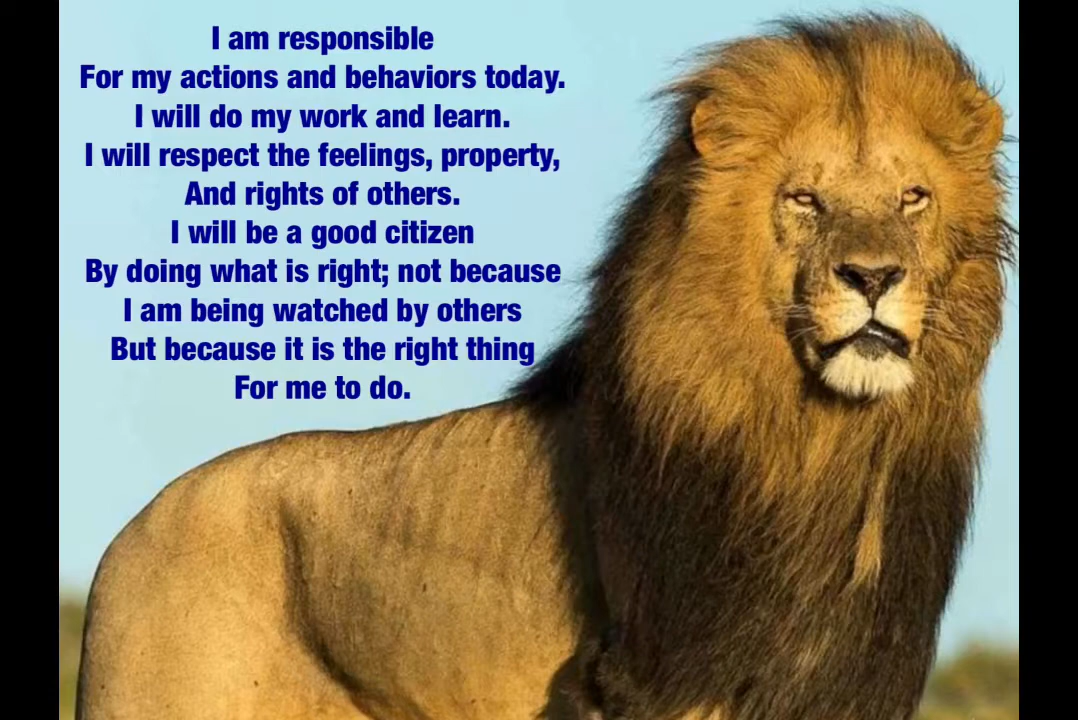 I am responsible
For my actions and behaviors today.
I will do my work and learn.
I will respect the feelings, property,
And rights of others.
I will be a good citizen
By doing what is right; not because
I am being watched by others
But because it is the right thing
For me to do.